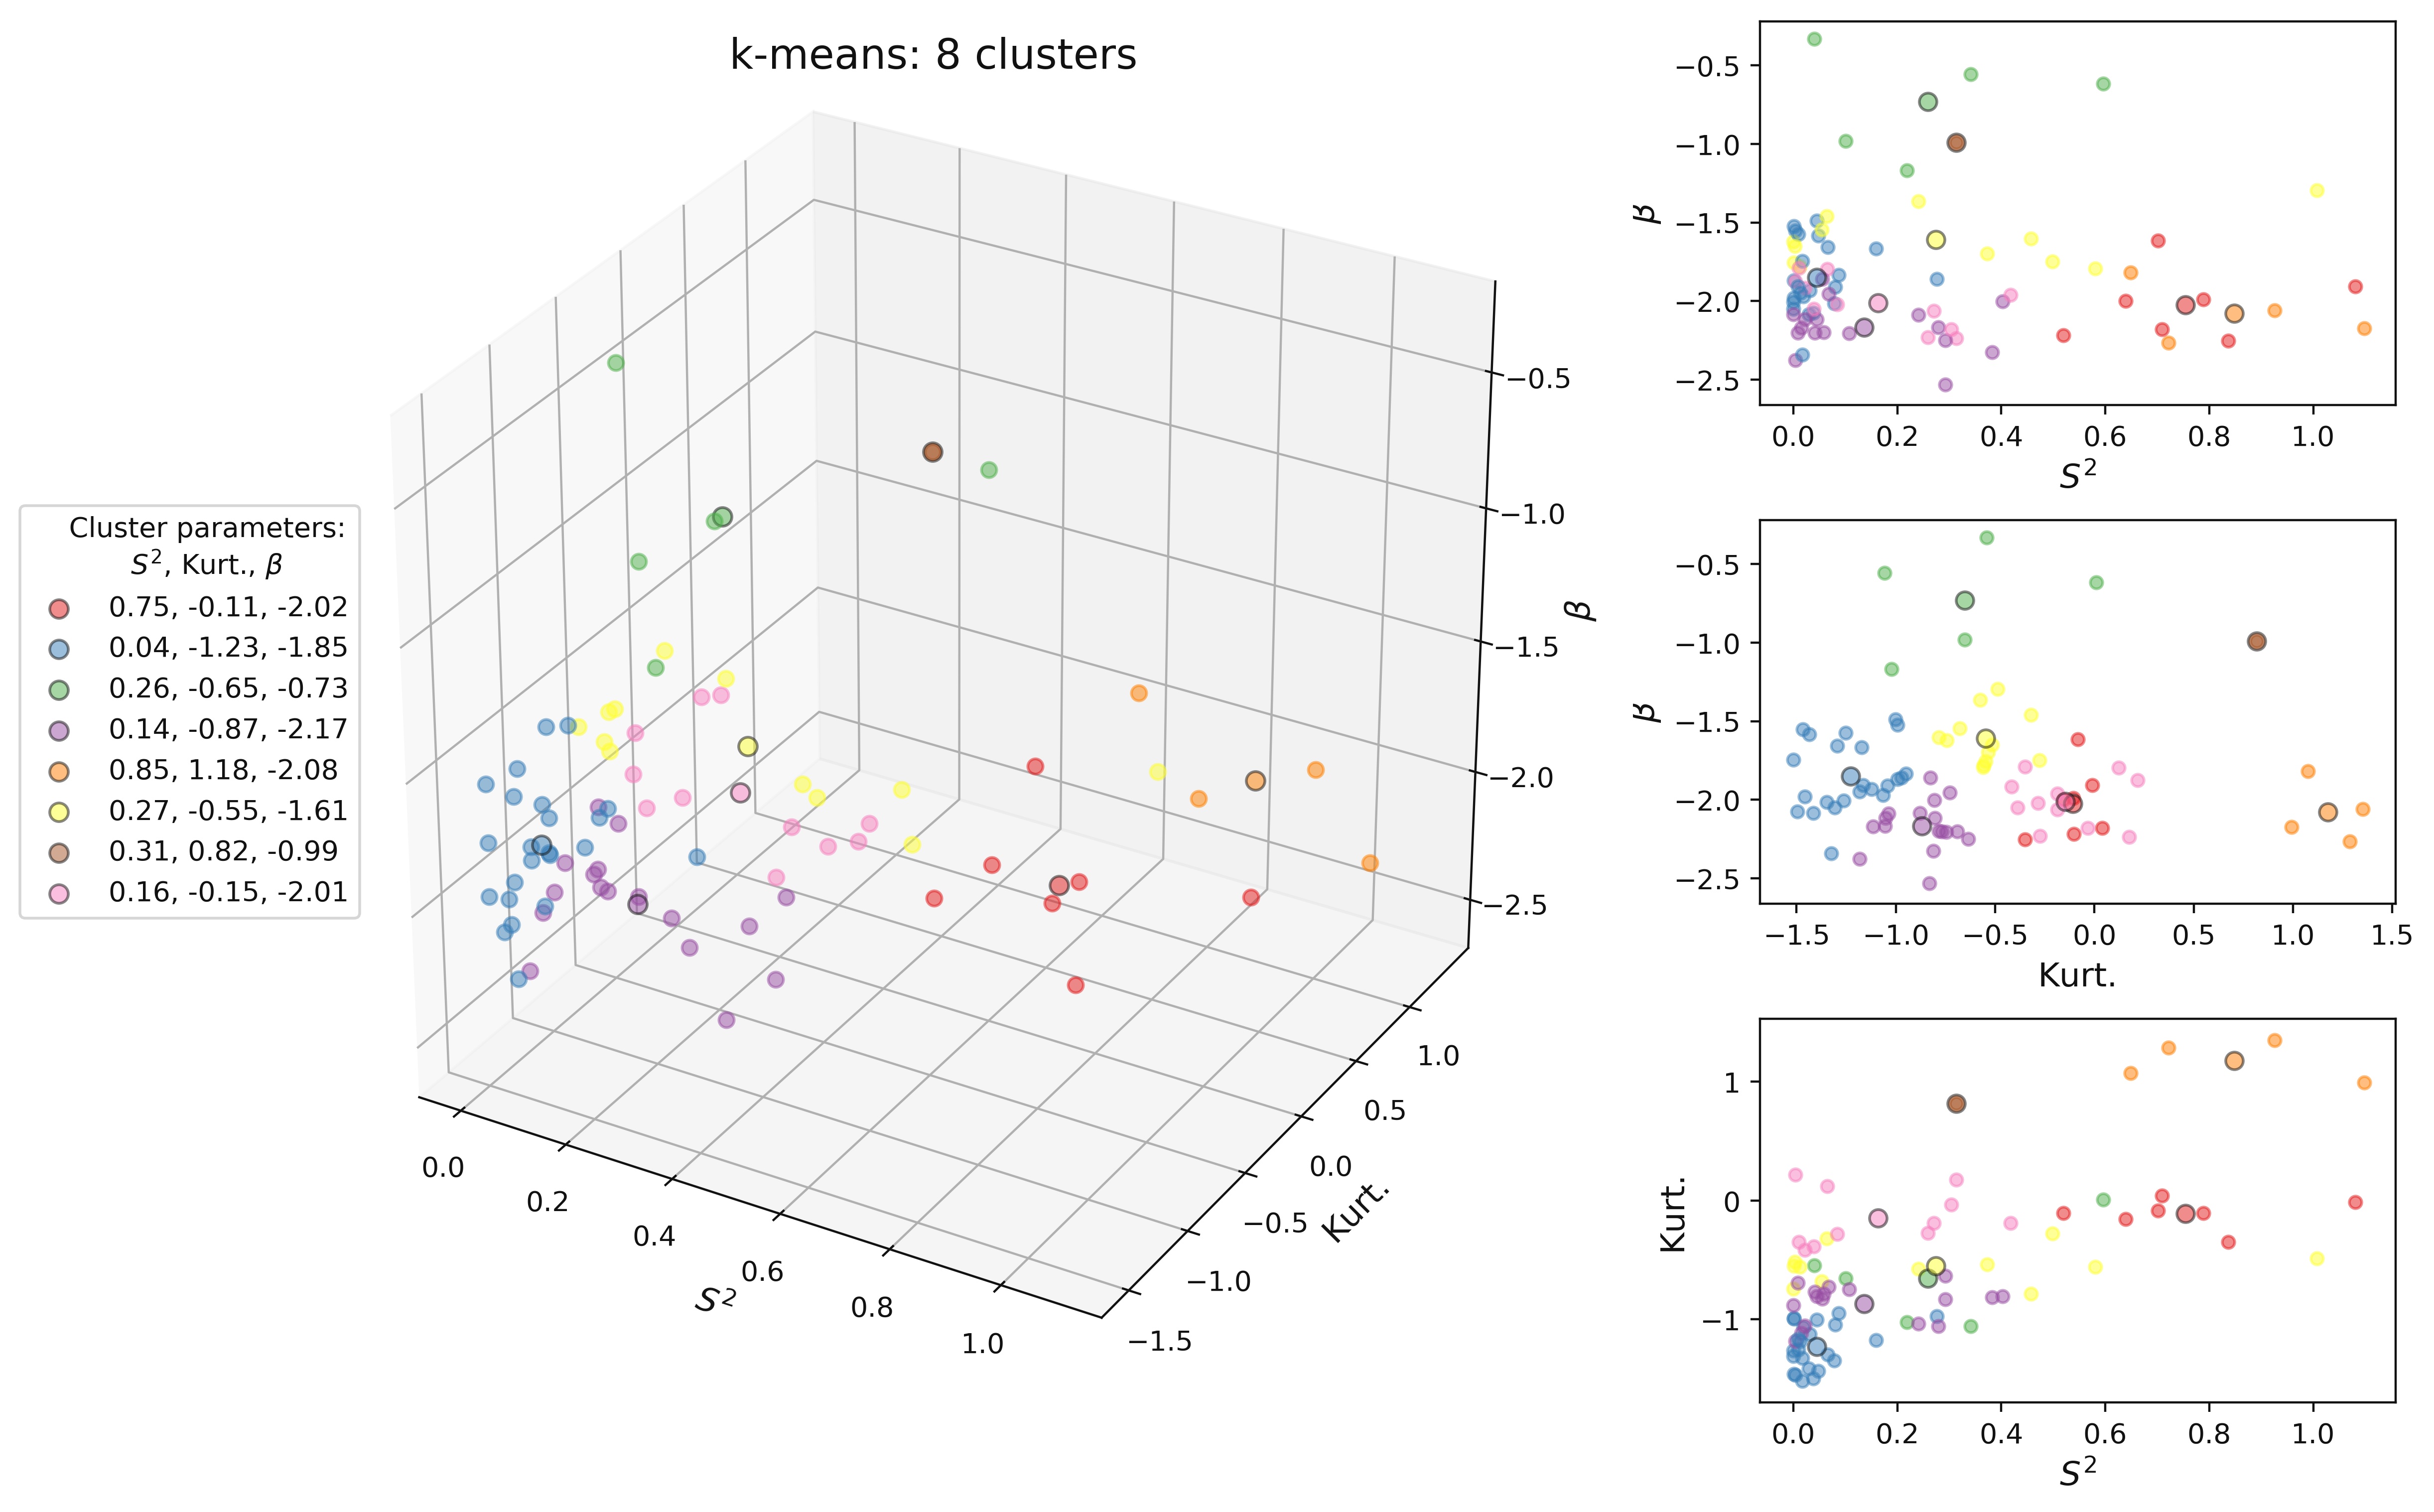 k-means: 8 clusters
Cluster parameters:
S², Kurt., β
0.75, -0.11, -2.02
0.04, -1.23, -1.85
0.26, -0.65, -0.73
0.14, -0.87, -2.17
0.85, 1.18, -2.08
0.27, -0.55, -1.61
0.31, 0.82, -0.99
0.16, -0.15, -2.01
−0.5
−1.0
−1.5
−2.0
−2.5
β
0.0
0.2
0.4
0.6
0.8
1.0
S²
1.0
0.5
0.0
−0.5
−1.0
−1.5
Kurt.
−0.5
−1.0
−1.5
−2.0
−2.5
β
0.0 0.2 0.4 0.6 0.8 1.0
S²
−0.5
−1.0
−1.5
−2.0
−2.5
β
−1.5 −1.0 −0.5 0.0 0.5 1.0 1.5
Kurt.
1
0
−1
Kurt.
0.0 0.2 0.4 0.6 0.8 1.0
S²